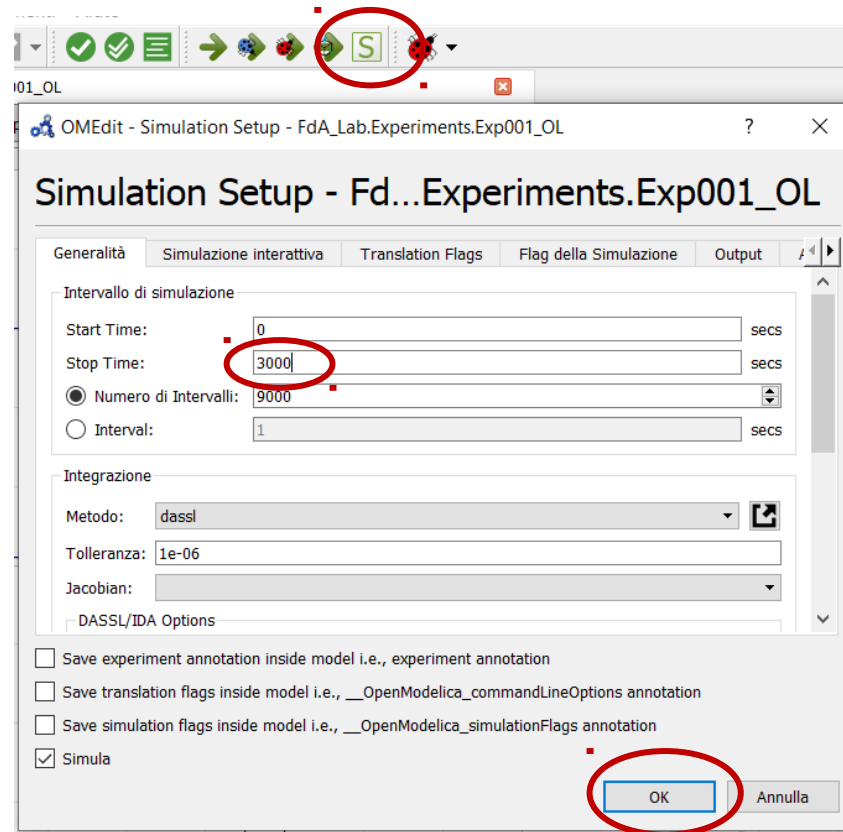 S
001_OL
OMEdit - Simulation Setup - FdA_Lab.Experiments.Exp001_OL ?
Simulation Setup - Fd...Experiments.Exp001_OL
Generalità Simulazione interattiva Translation Flags Flag della Simulazione Output
Intervallo di simulazione
Start Time: 0 secs
Stop Time: 3000 secs
Numero di Intervalli: 9000
Interval: 1 secs
Integrazione
Metodo: dassl
Tolleranza: 1e-06
Jacobian:
DASSL/IDA Options
Save experiment annotation inside model i.e., experiment annotation
Save translation flags inside model i.e., __OpenModelica_commandLineOptions annotation
Save simulation flags inside model i.e., __OpenModelica_simulationFlags annotation
Simula
OK Annulla